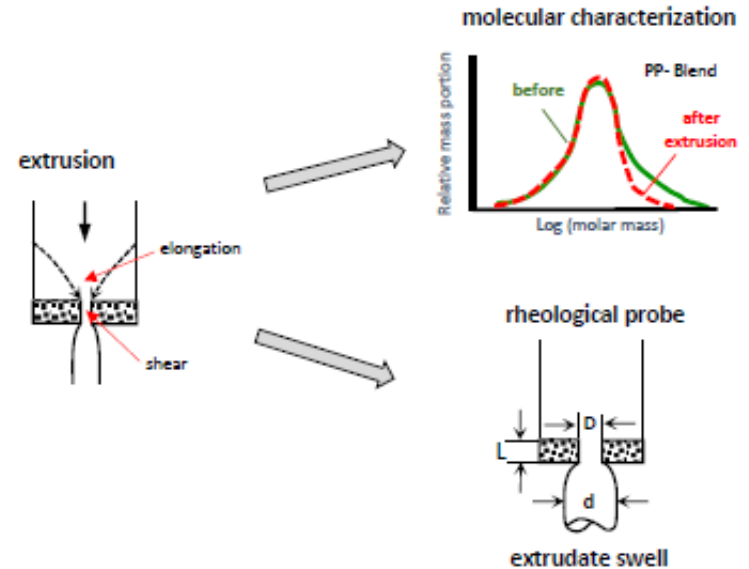 molecular characterization
Relative mass portion
PP- Blend
before
after
extrusion
Log (molar mass)
extrusion
elongation
shear
rheological probe
D
L
d
extrudate swell